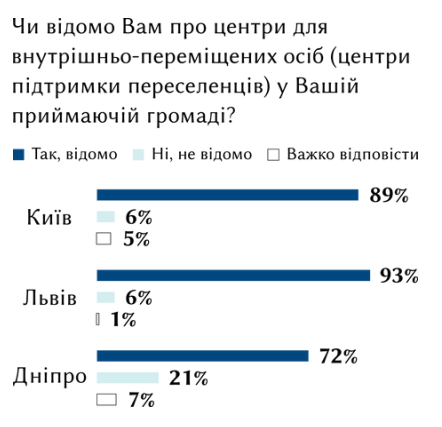 Чи відомо Вам про центри для
внутрішньо-переміщених осіб (центри
підтримки переселенців) у Вашій
приймаючій громаді?
Так, відомо Ні, не відомо Важко відповісти
Київ
89%
6%
5%
Львів
93%
6%
1%
Дніпро
72%
21%
7%